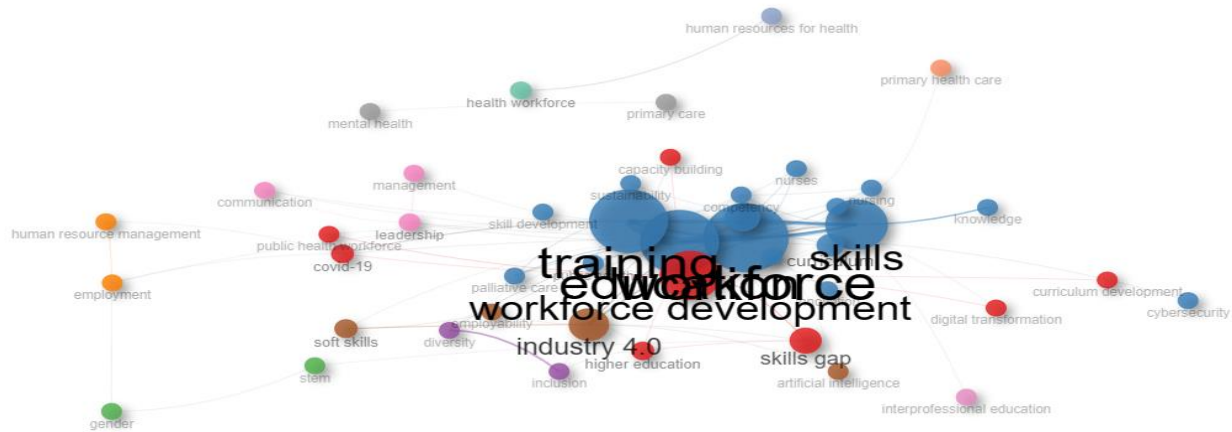 human resources for health
primary health care
health workforce
mental health
primary care
capacity building
management
nurses
sustainability
communication
competency
nursing
skill development
knowledge
human resource management
leadership
public health workforce
covid-19
training
curriculum
skills
education
workforce
palliative care
employment
curriculum development
cybersecurity
workforce development
digital transformation
employability
soft skills
diversity
industry 4.0
higher education
skills gap
stem
inclusion
artificial intelligence
gender
interprofessional education